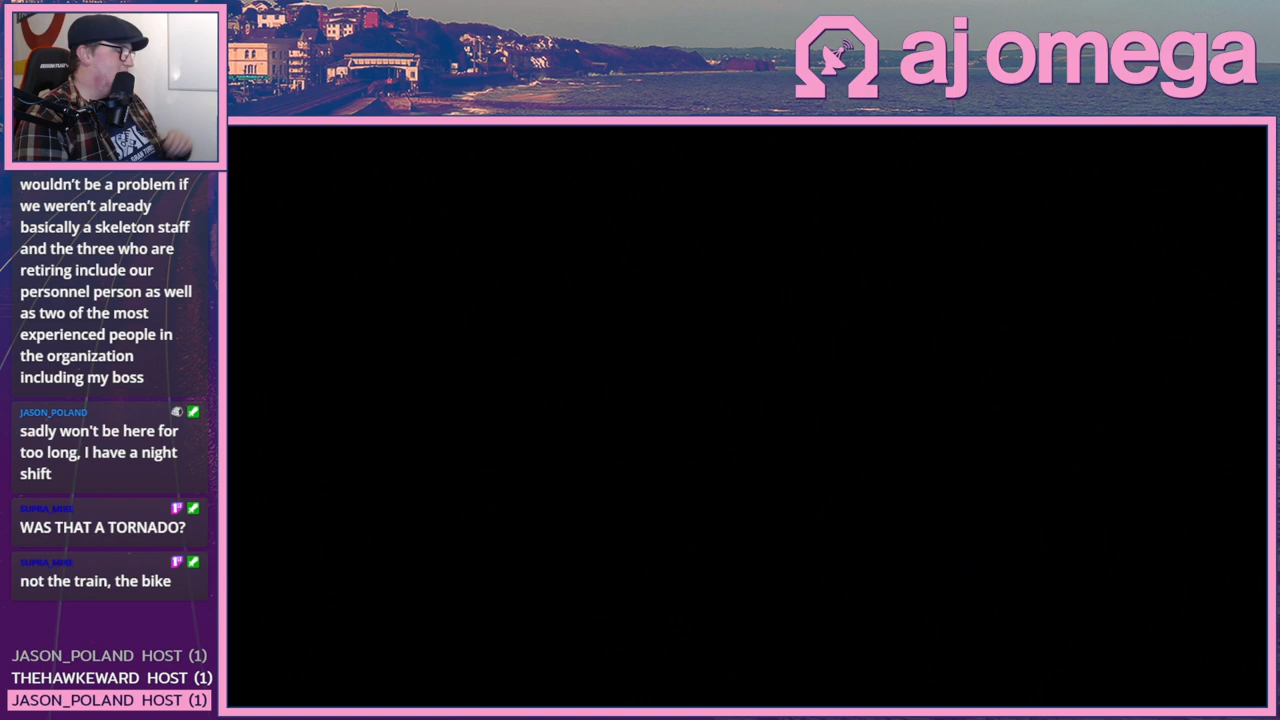 aj omega
wouldn't be a problem if
we weren't already
basically a skeleton staff
and the three who are
retiring include our
personnel person as well
as two of the most
experienced people in
the organization
including my boss
JASON_POLAND
sadly won't be here for
too long, I have a night
shift
SUPRA_MIKE
WAS THAT A TORNADO?
SUPRA_MIKE
not the train, the bike
JASON_POLAND HOST (1)
THEHAWKEWARD HOST (1)
JASON_POLAND HOST (1)